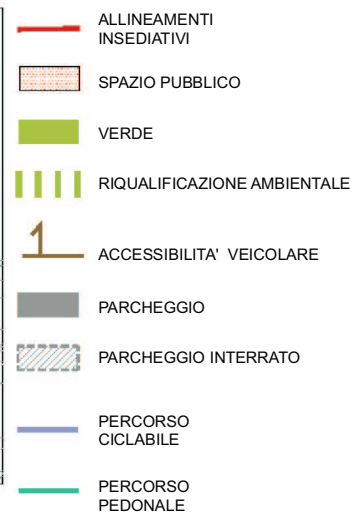 ALLINEAMENTI
INSEDIATIVI
SPAZIO PUBBLICO
VERDE
RIQUALIFICAZIONE AMBIENTALE
ACCESSIBILITA' VEICOLARE
PARCHEGGIO
PARCHEGGIO INTERRATO
PERCORSO
CICLABILE
PERCORSO
PEDONALE